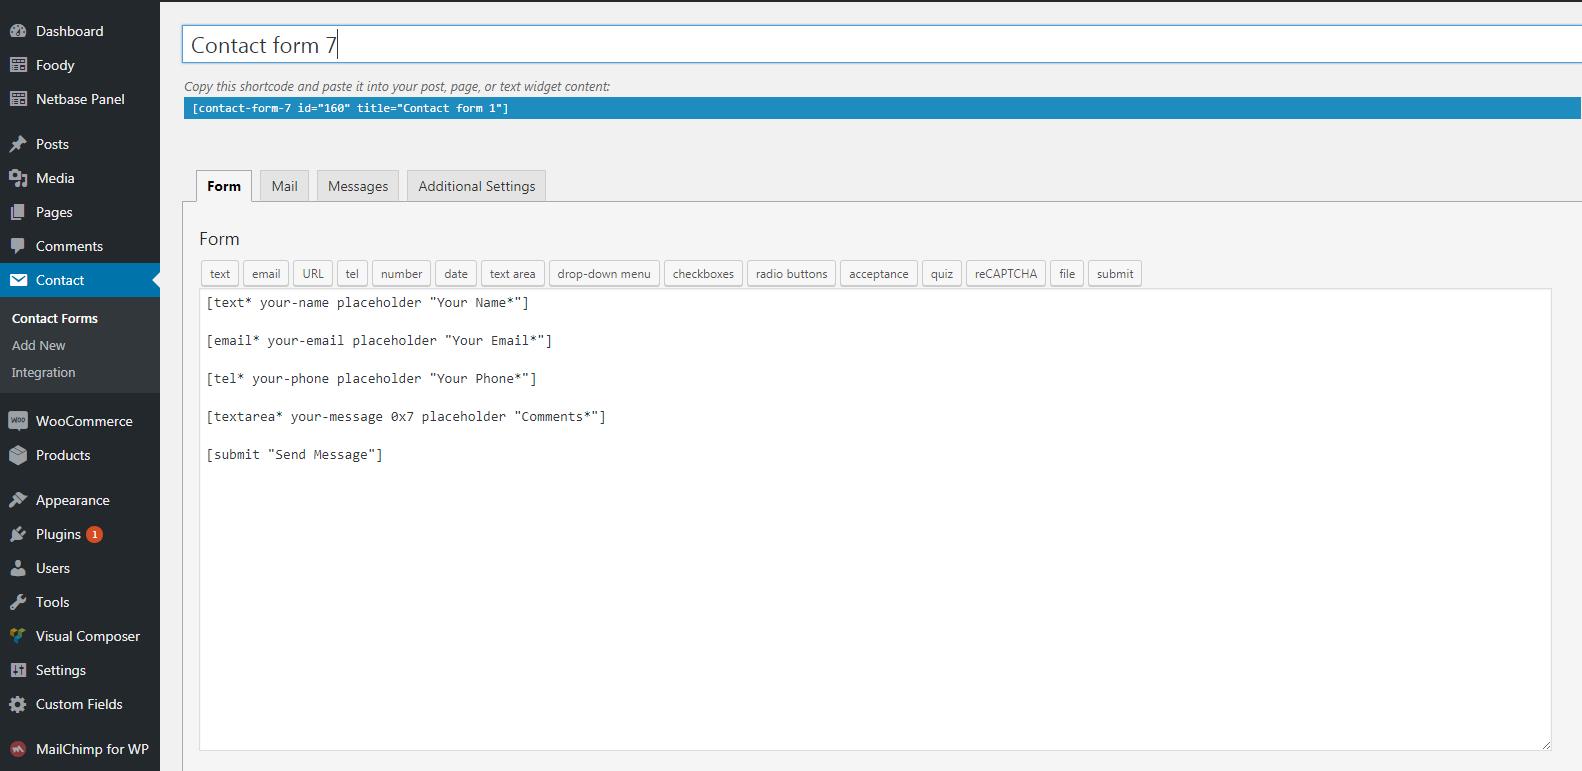 Dashboard
Foody
Netbase Panel
Posts
Media
Pages
Comments
Contact
Contact Forms
Add New
Integration
WOO WooCommerce
Products
Appearance
Plugins 1
Users
Tools
Visual Composer
Settings
Custom Fields
MailChimp for WP
Contact form 7
Copy this shortcode and paste it into your post, page, or text widget content:
[contact-form-7 id="160" title="Contact form 1"]
Form Mail Messages Additional Settings
Form
text email URL tel number date text area drop-down menu checkboxes radio buttons acceptance quiz reCAPTCHA file submit
[text* your-name placeholder "Your Name*"]
[email* your-email placeholder "Your Email*"]
[tel* your-phone placeholder "Your Phone*"]
[textarea* your-message 0x7 placeholder "Comments*"]
[submit "Send Message"]